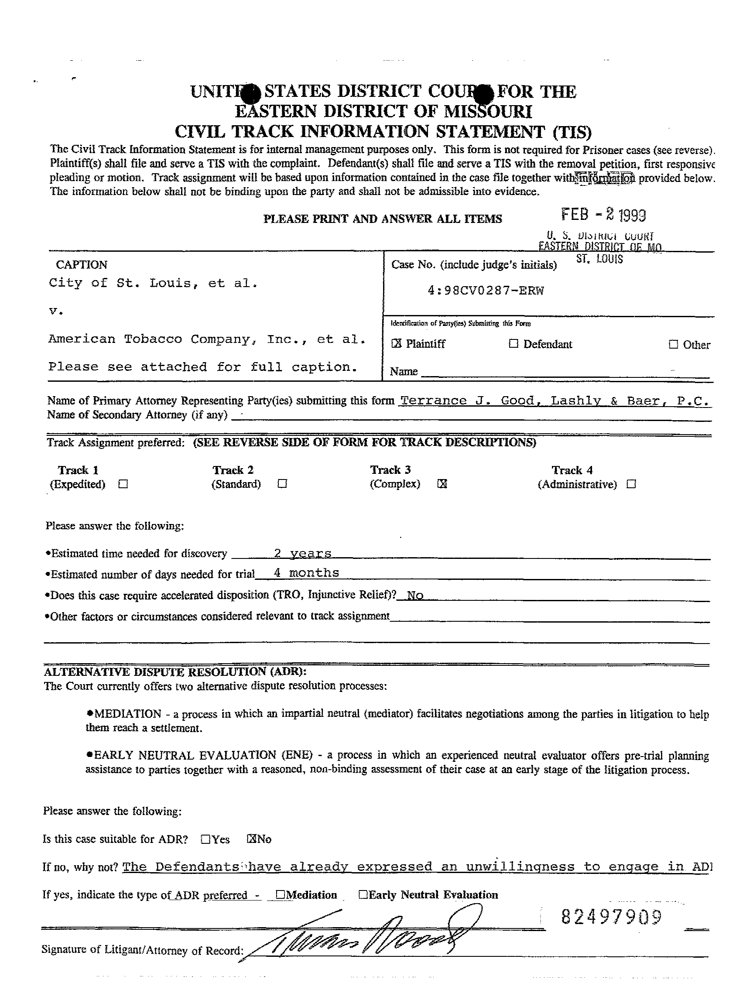 UNITED STATES DISTRICT COURT FOR THE
EASTERN DISTRICT OF MISSOURI
CIVIL TRACK INFORMATION STATEMENT (TIS)
The Civil Track Information Statement is for internal management purposes only. This form is not required for Prisoner cases (see reverse).
Plaintiff(s) shall file and serve a TIS with the complaint. Defendant(s) shall file and serve a TIS with the removal petition, first responsive
pleading or motion. Track assignment will be based upon information contained in the case file together with information provided below.
The information below shall not be binding upon the party and shall not be admissible into evidence.
PLEASE PRINT AND ANSWER ALL ITEMS
FEB - 2 1999
U. S. DISTRICT COURT
EASTERN DISTRICT OF MO.
ST. LOUIS
CAPTION
City of St. Louis, et al.
v.
American Tobacco Company, Inc., et al.
Please see attached for full caption.
Case No. (include judge's initials)
4:98CV0287-ERW
Identification of Party(ies) Submitting this Form
☒ Plaintiff ☐ Defendant ☐ Other
Name
Name of Primary Attorney Representing Party(ies) submitting this form Terrance J. Good, Lashly & Baer, P.C.
Name of Secondary Attorney (if any)
Track Assignment preferred: (SEE REVERSE SIDE OF FORM FOR TRACK DESCRIPTIONS)
Track 1 Track 2 Track 3 Track 4
(Expedited) ☐ (Standard) ☐ (Complex) ☒ (Administrative) ☐
Please answer the following:
•Estimated time needed for discovery 2 years
•Estimated number of days needed for trial 4 months
•Does this case require accelerated disposition (TRO, Injunctive Relief)? No
•Other factors or circumstances considered relevant to track assignment
ALTERNATIVE DISPUTE RESOLUTION (ADR):
The Court currently offers two alternative dispute resolution processes:
•MEDIATION - a process in which an impartial neutral (mediator) facilitates negotiations among the parties in litigation to help
them reach a settlement.
•EARLY NEUTRAL EVALUATION (ENE) - a process in which an experienced neutral evaluator offers pre-trial planning
assistance to parties together with a reasoned, non-binding assessment of their case at an early stage of the litigation process.
Please answer the following:
Is this case suitable for ADR? ☐Yes ☒No
If no, why not? The Defendants have already expressed an unwillingness to engage in ADR
If yes, indicate the type of ADR preferred - ☐Mediation ☐Early Neutral Evaluation
82497909
Signature of Litigant/Attorney of Record: